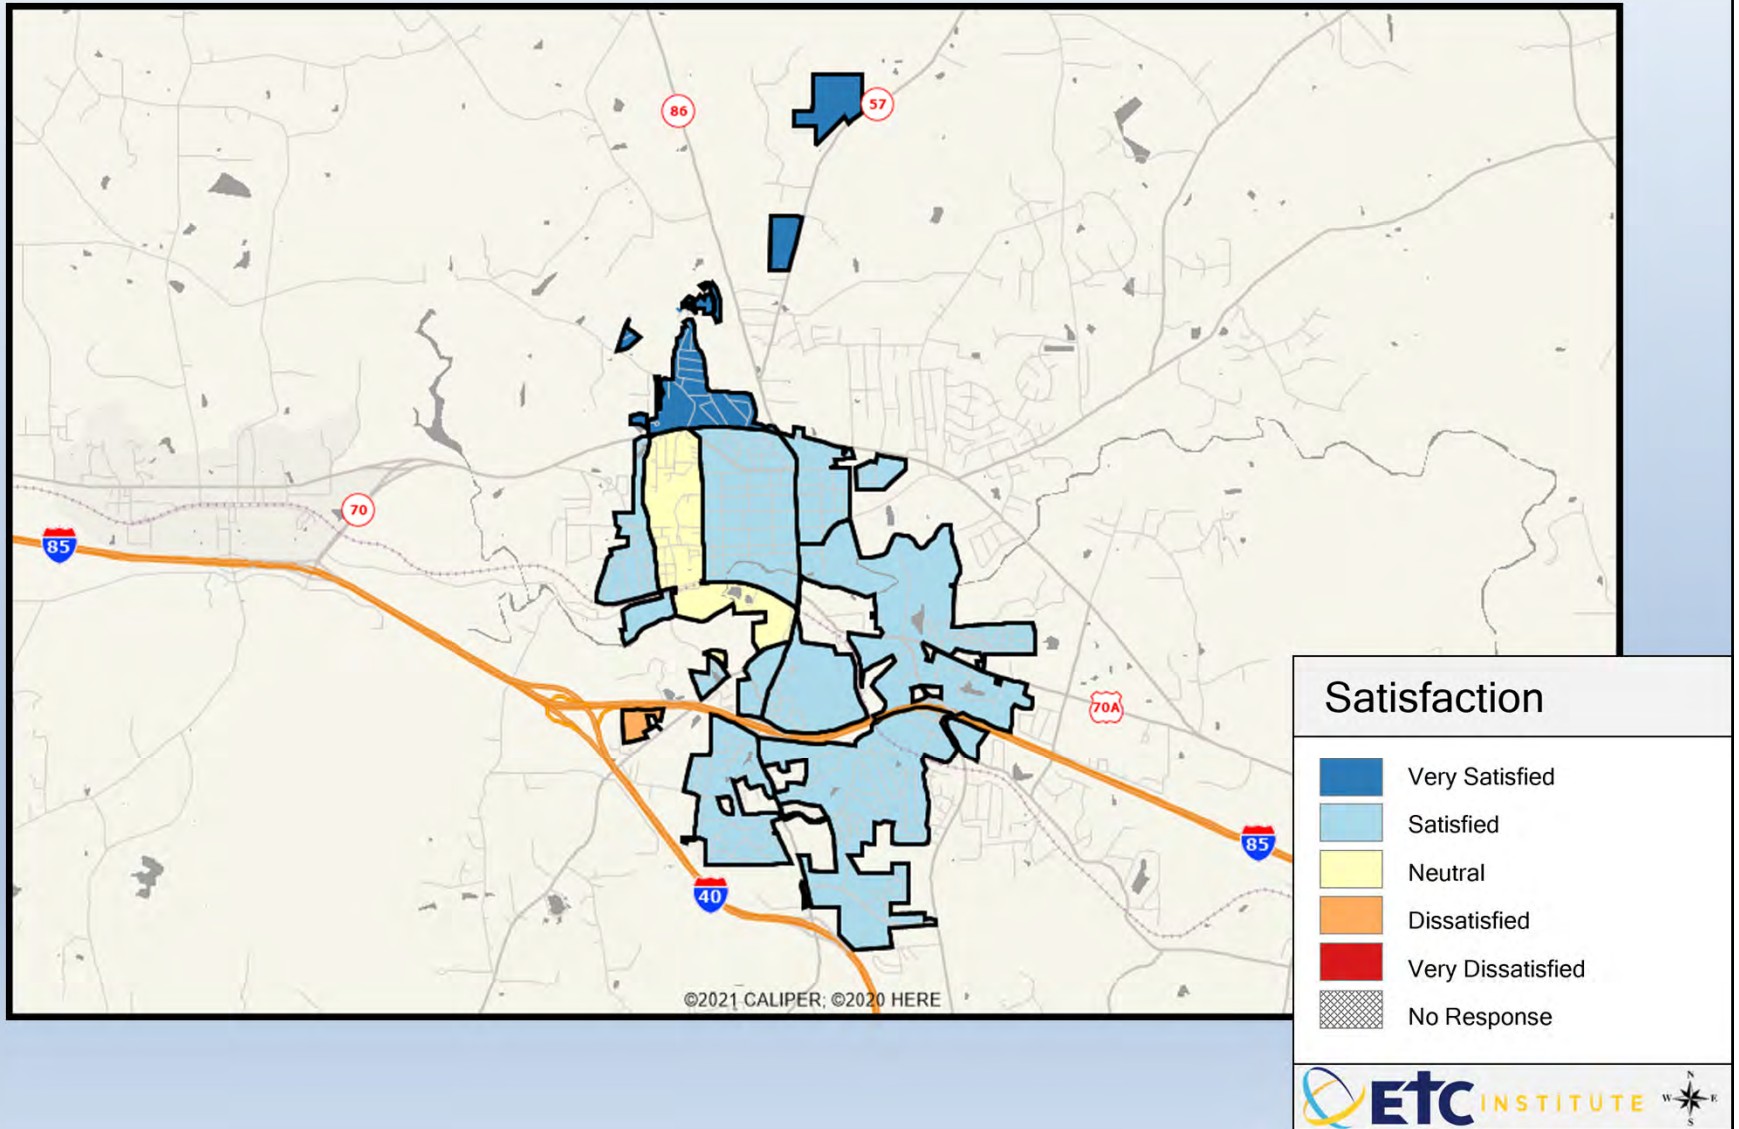 86
57
70
85
70A
85
40
©2021 CALIPER; ©2020 HERE
Satisfaction
Very Satisfied
Satisfied
Neutral
Dissatisfied
Very Dissatisfied
No Response
ETC INSTITUTE
N
W E
S